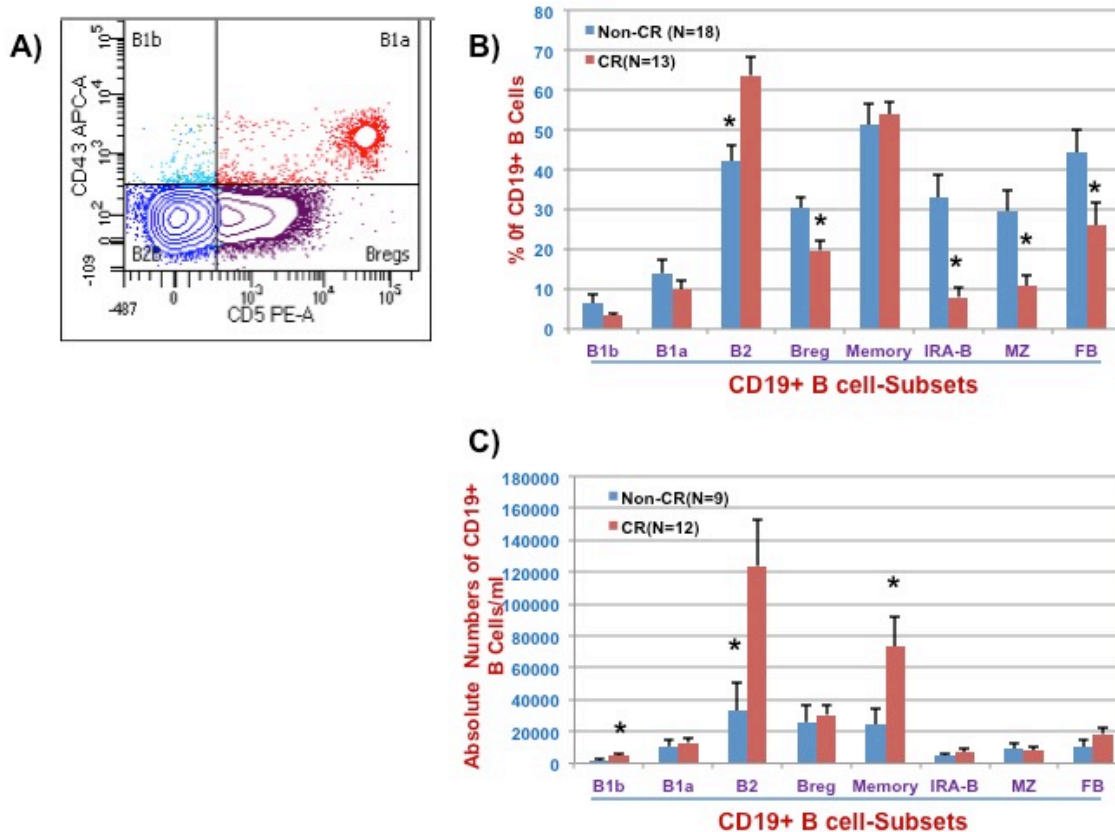 A)
B1b
B1a
CD43 APC-A
10^5
10^4
10^3
10^2
0
-109
Bregs
-487
0
10^3
10^4
10^5
CD5 PE-A
B)
% Of CD19+ B Cells
80
70
60
50
40
30
20
10
0
Non-CR (N=18)
CR(N=13)
*
*
*
*
*
B1b
B1a
B2
Breg
Memory
IRA-B
MZ
FB
CD19+ B cell-Subsets
C)
Absolute Numbers of CD19+
B Cells/ml
180000
160000
140000
120000
100000
80000
60000
40000
20000
0
Non-CR(N=9)
CR(N=12)
*
*
*
B1b
B1a
B2
Breg
Memory
IRA-B
MZ
FB
CD19+ B cell-Subsets